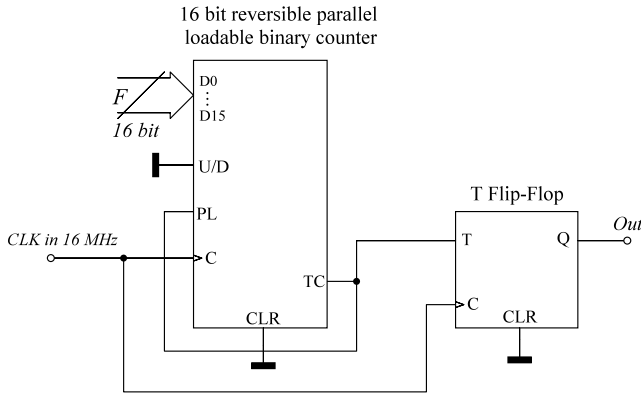 16 bit reversible parallel
loadable binary counter
D0
D15
F
16 bit
U/D
T Flip-Flop
PL
Out
CLK in 16 MHz
T
Q
C
TC
C
CLR
CLR